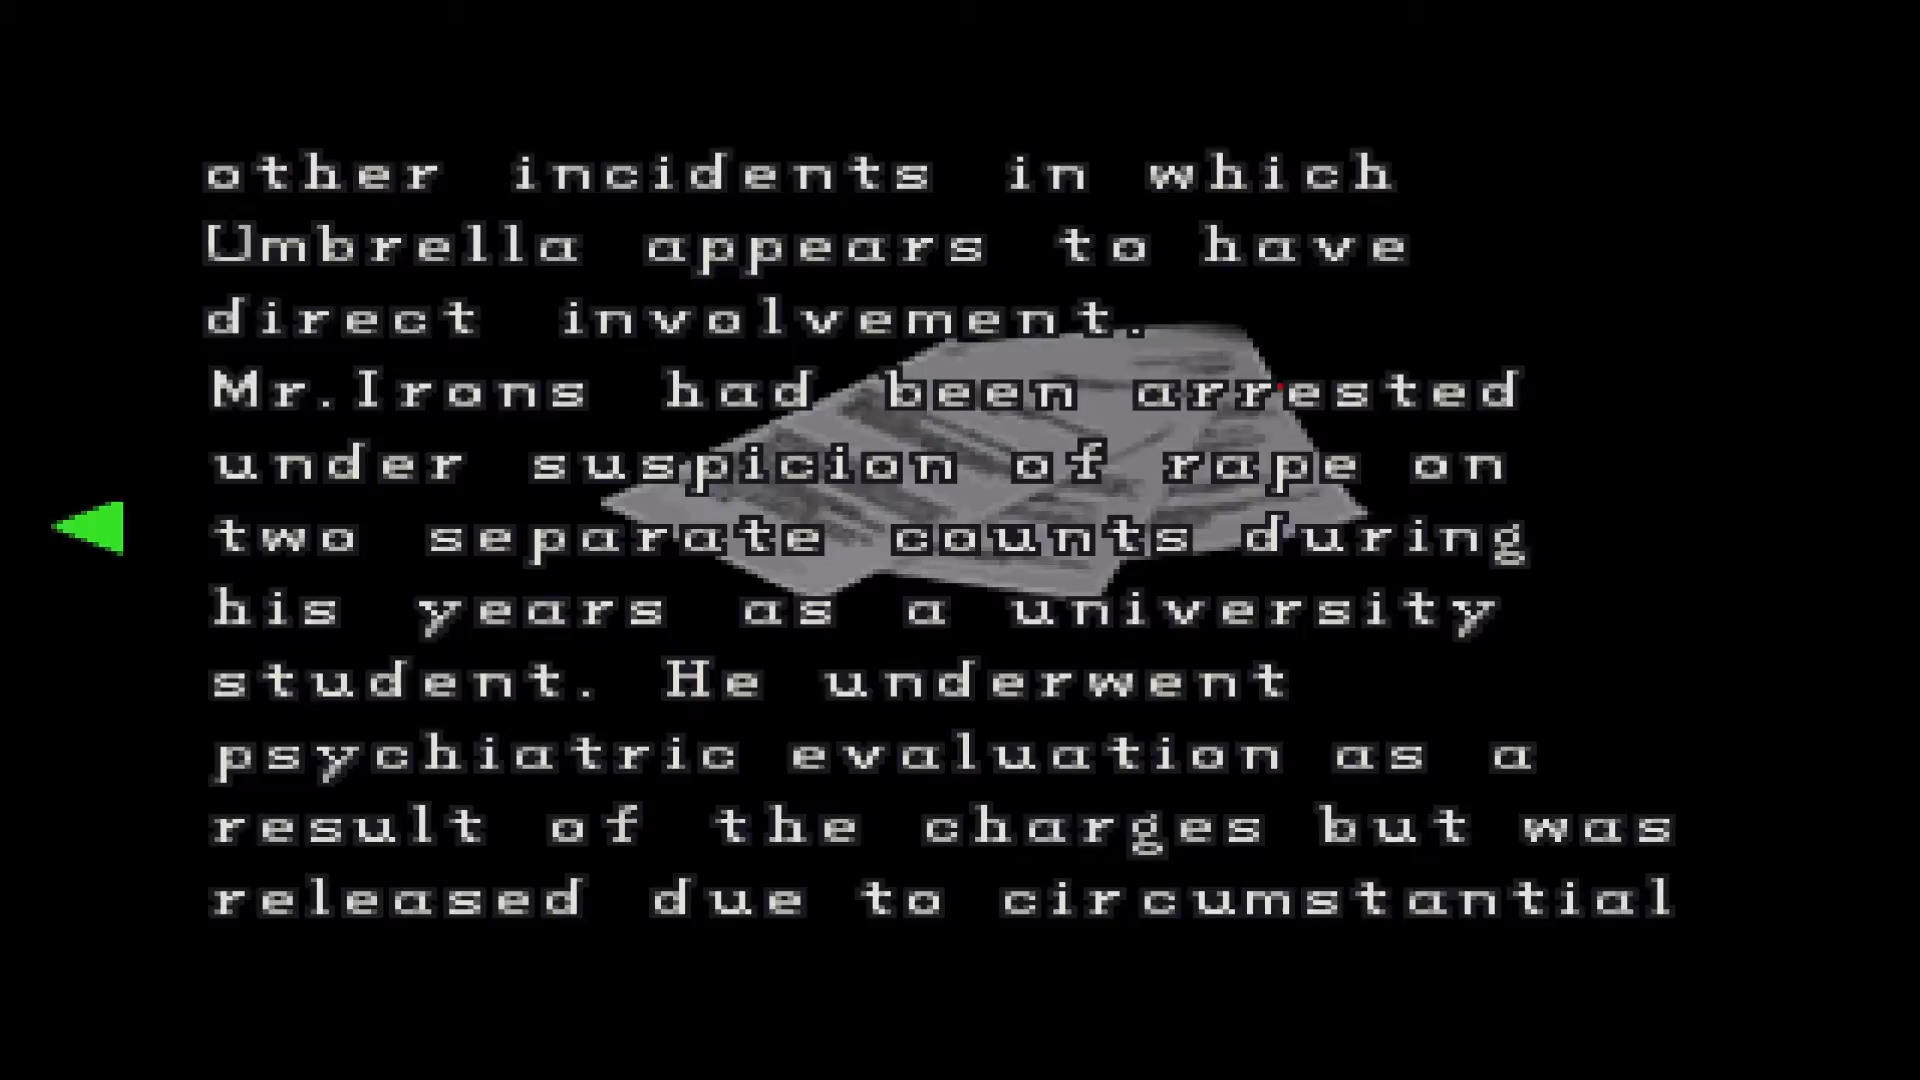 other incidents in which
Umbrella appears to have
direct involvement.
Mr.Irons had been arrested
under suspicion of rape on
two separate counts during
his years as a university
student. He underwent
psychiatric evaluation as a
result of the charges but was
released due to circumstantial